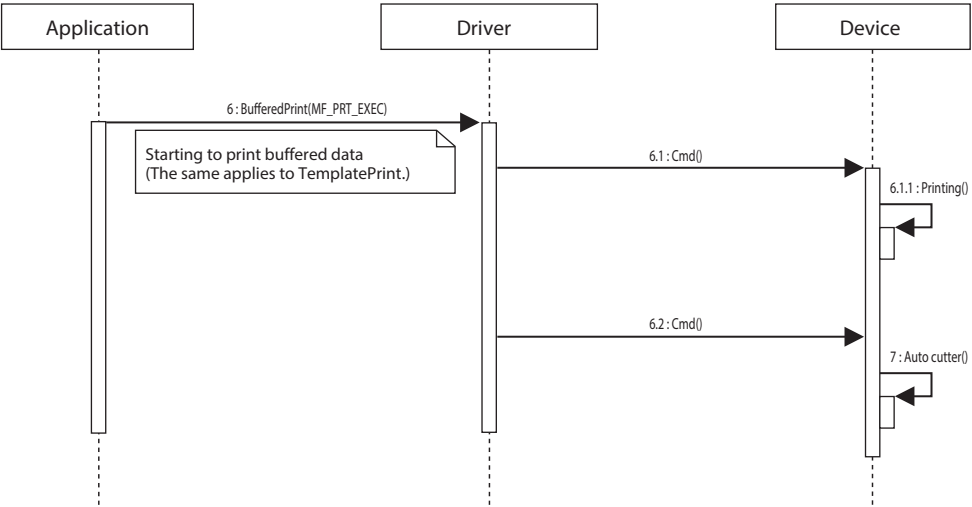 Application
Driver
Device
6 : BufferedPrint(MF_PRT_EXEC)
Starting to print buffered data
(The same applies to TemplatePrint.)
6.1 : Cmd()
6.1.1 : Printing()
6.2 : Cmd()
7 : Auto cutter()